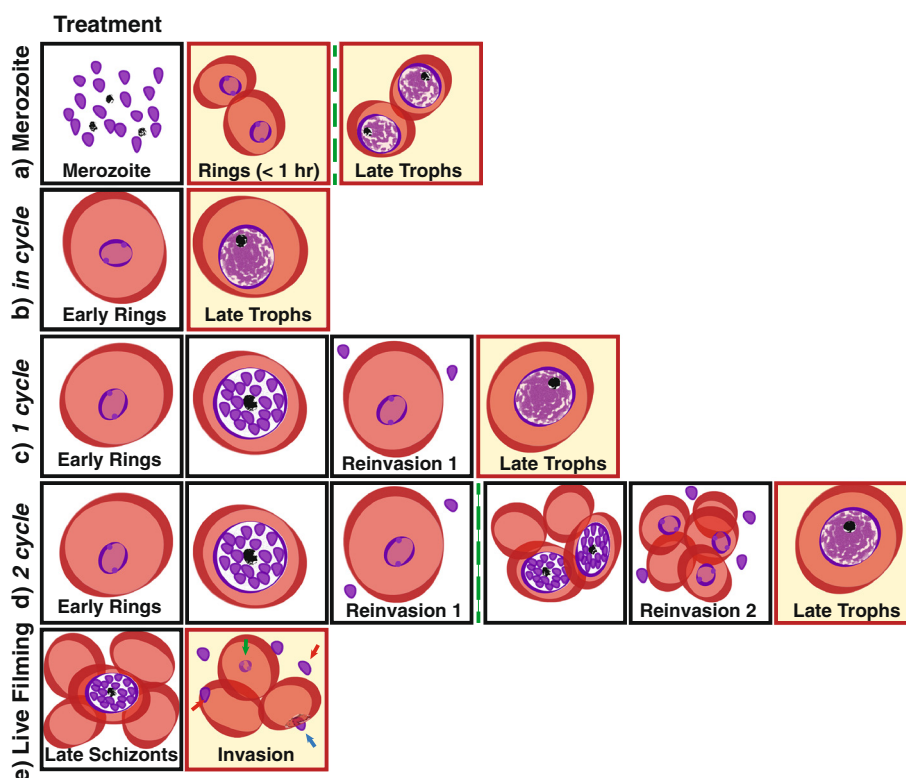 Treatment
a) Merozoite
Merozoite
Rings (< 1 hr)
Late Trophs
b) in cycle
Early Rings
Late Trophs
c) 1 cycle
Early Rings
Reinvasion 1
Late Trophs
d) 2 cycle
Early Rings
Reinvasion 1
Reinvasion 2
Late Trophs
e) Live Filming
Late Schizonts
Invasion